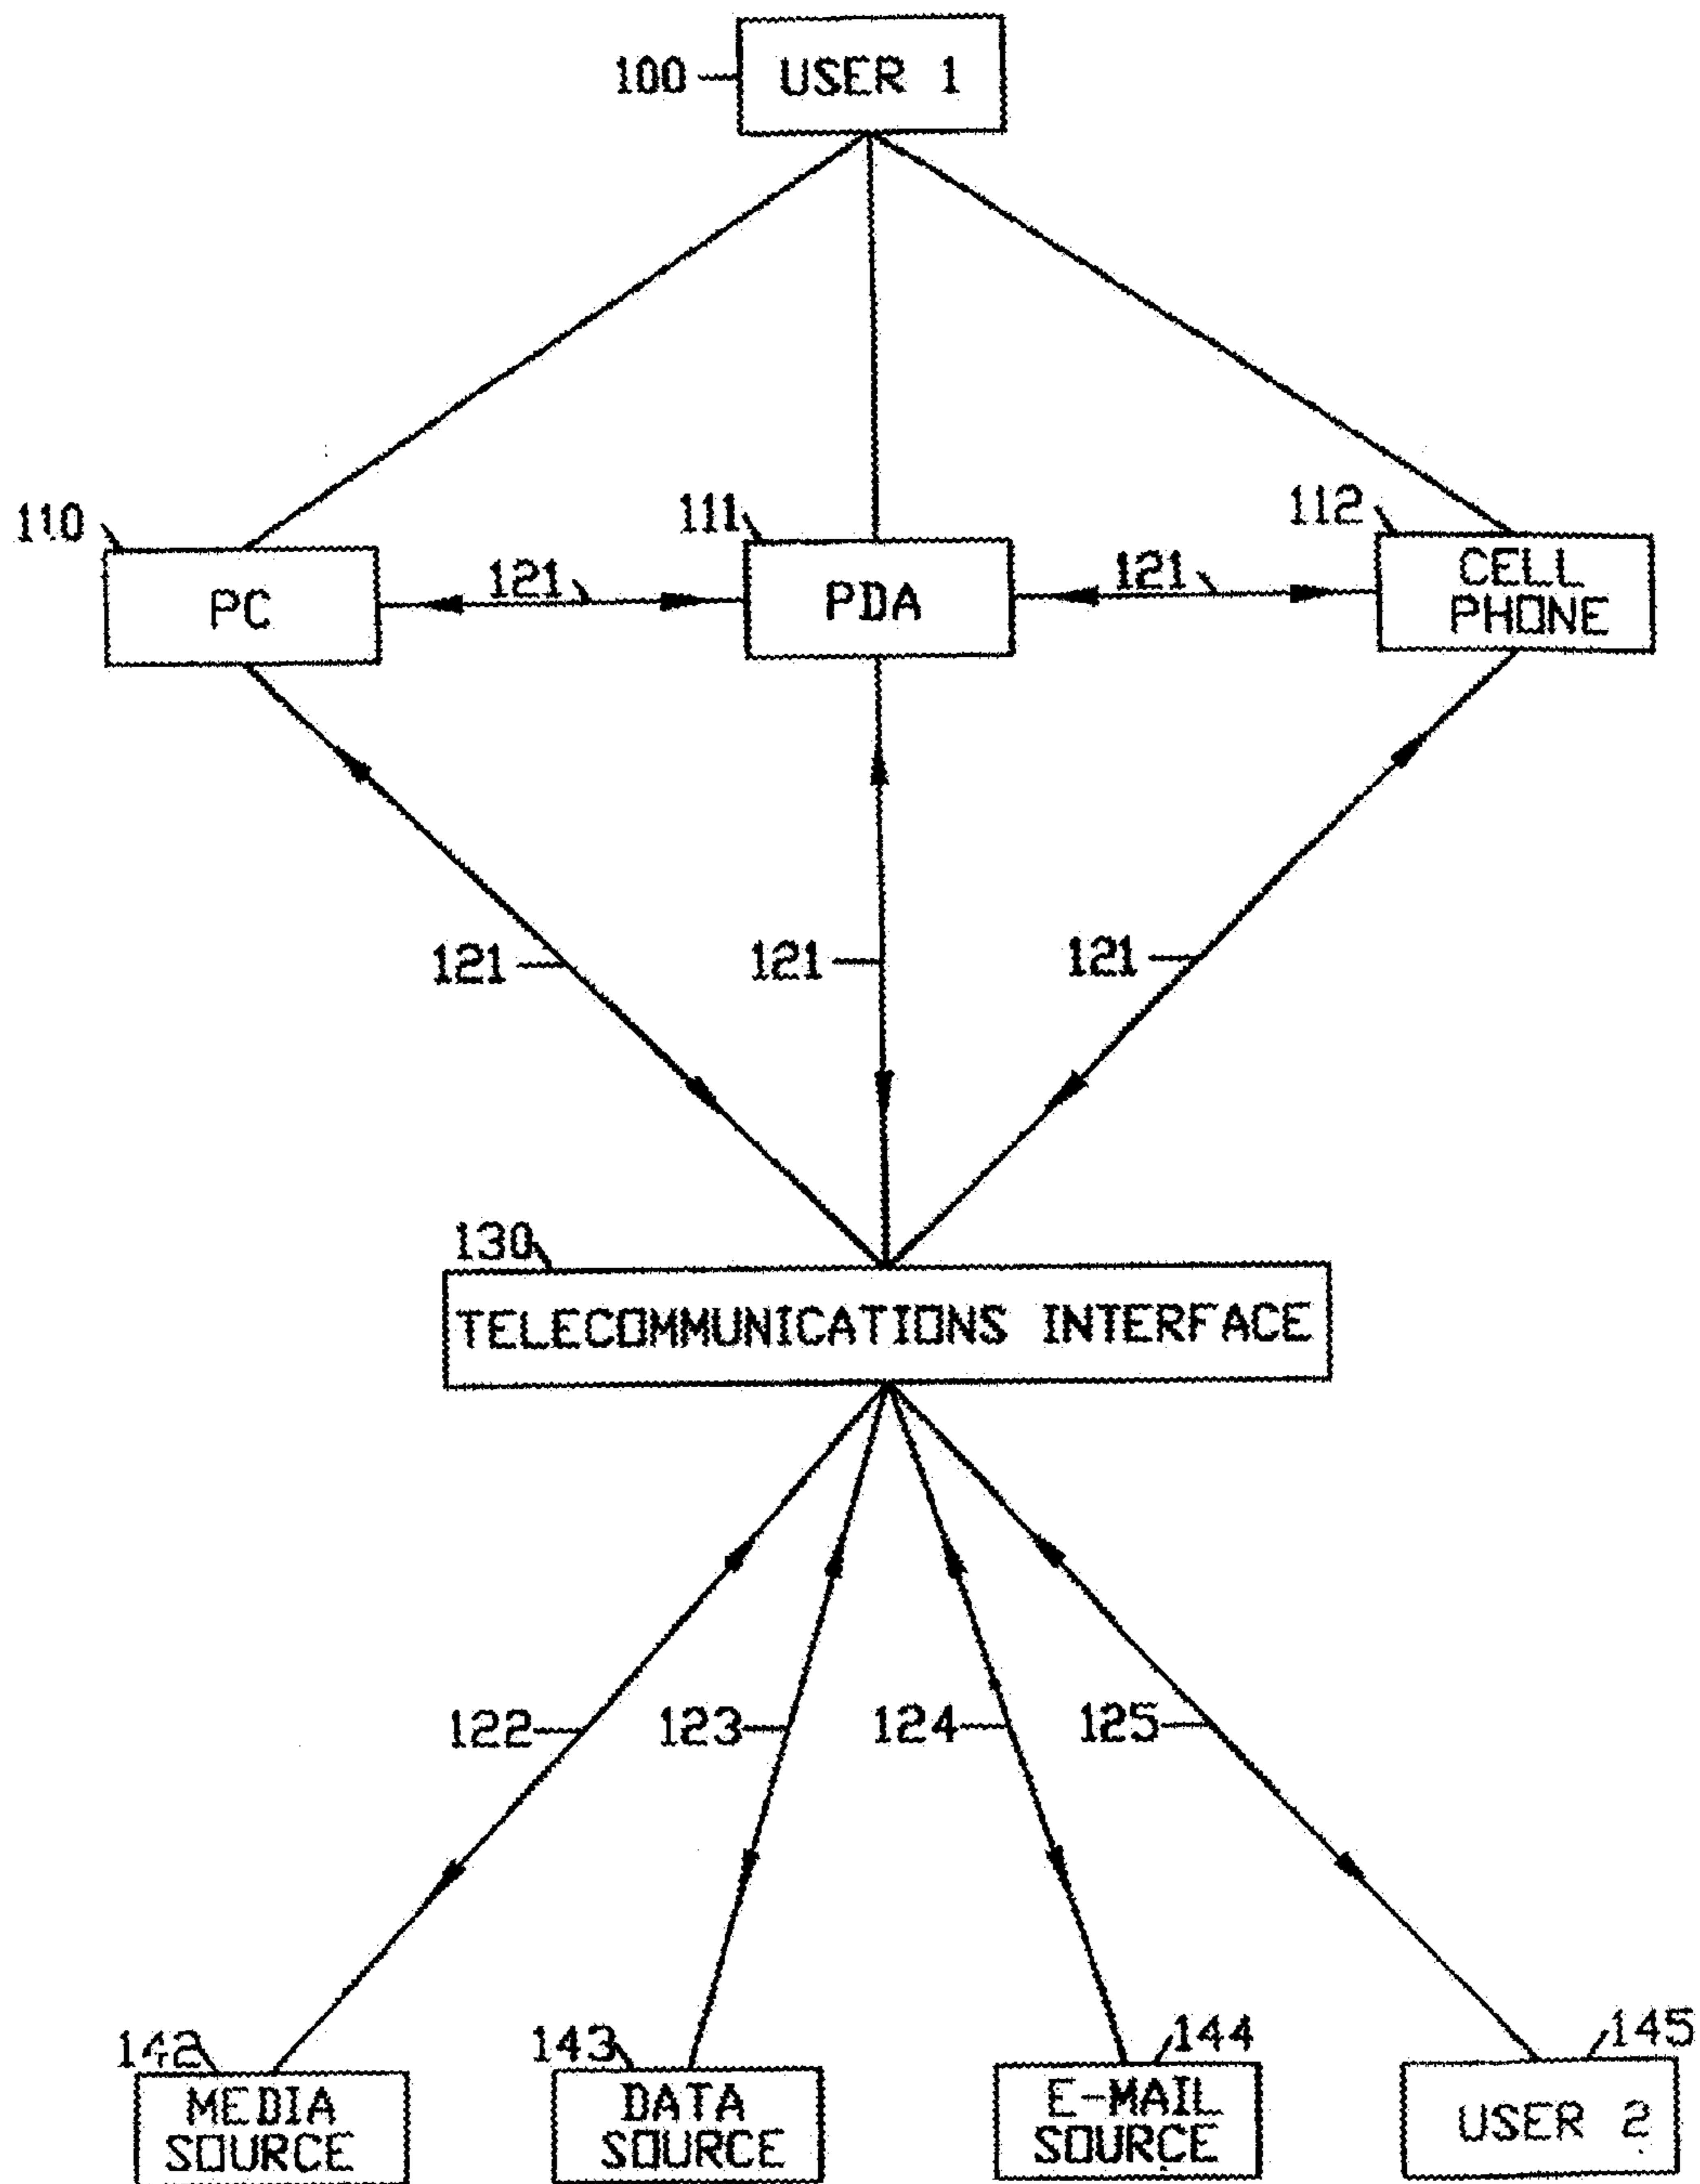 100 USER 1
110 111 112
PC 121 PDA 121 CELL
PHONE
121 121 121
130
TELECOMMUNICATIONS INTERFACE
122 123 124 125
142 143 144 145
MEDIA
SOURCE
DATA
SOURCE
E-MAIL
SOURCE
USER 2